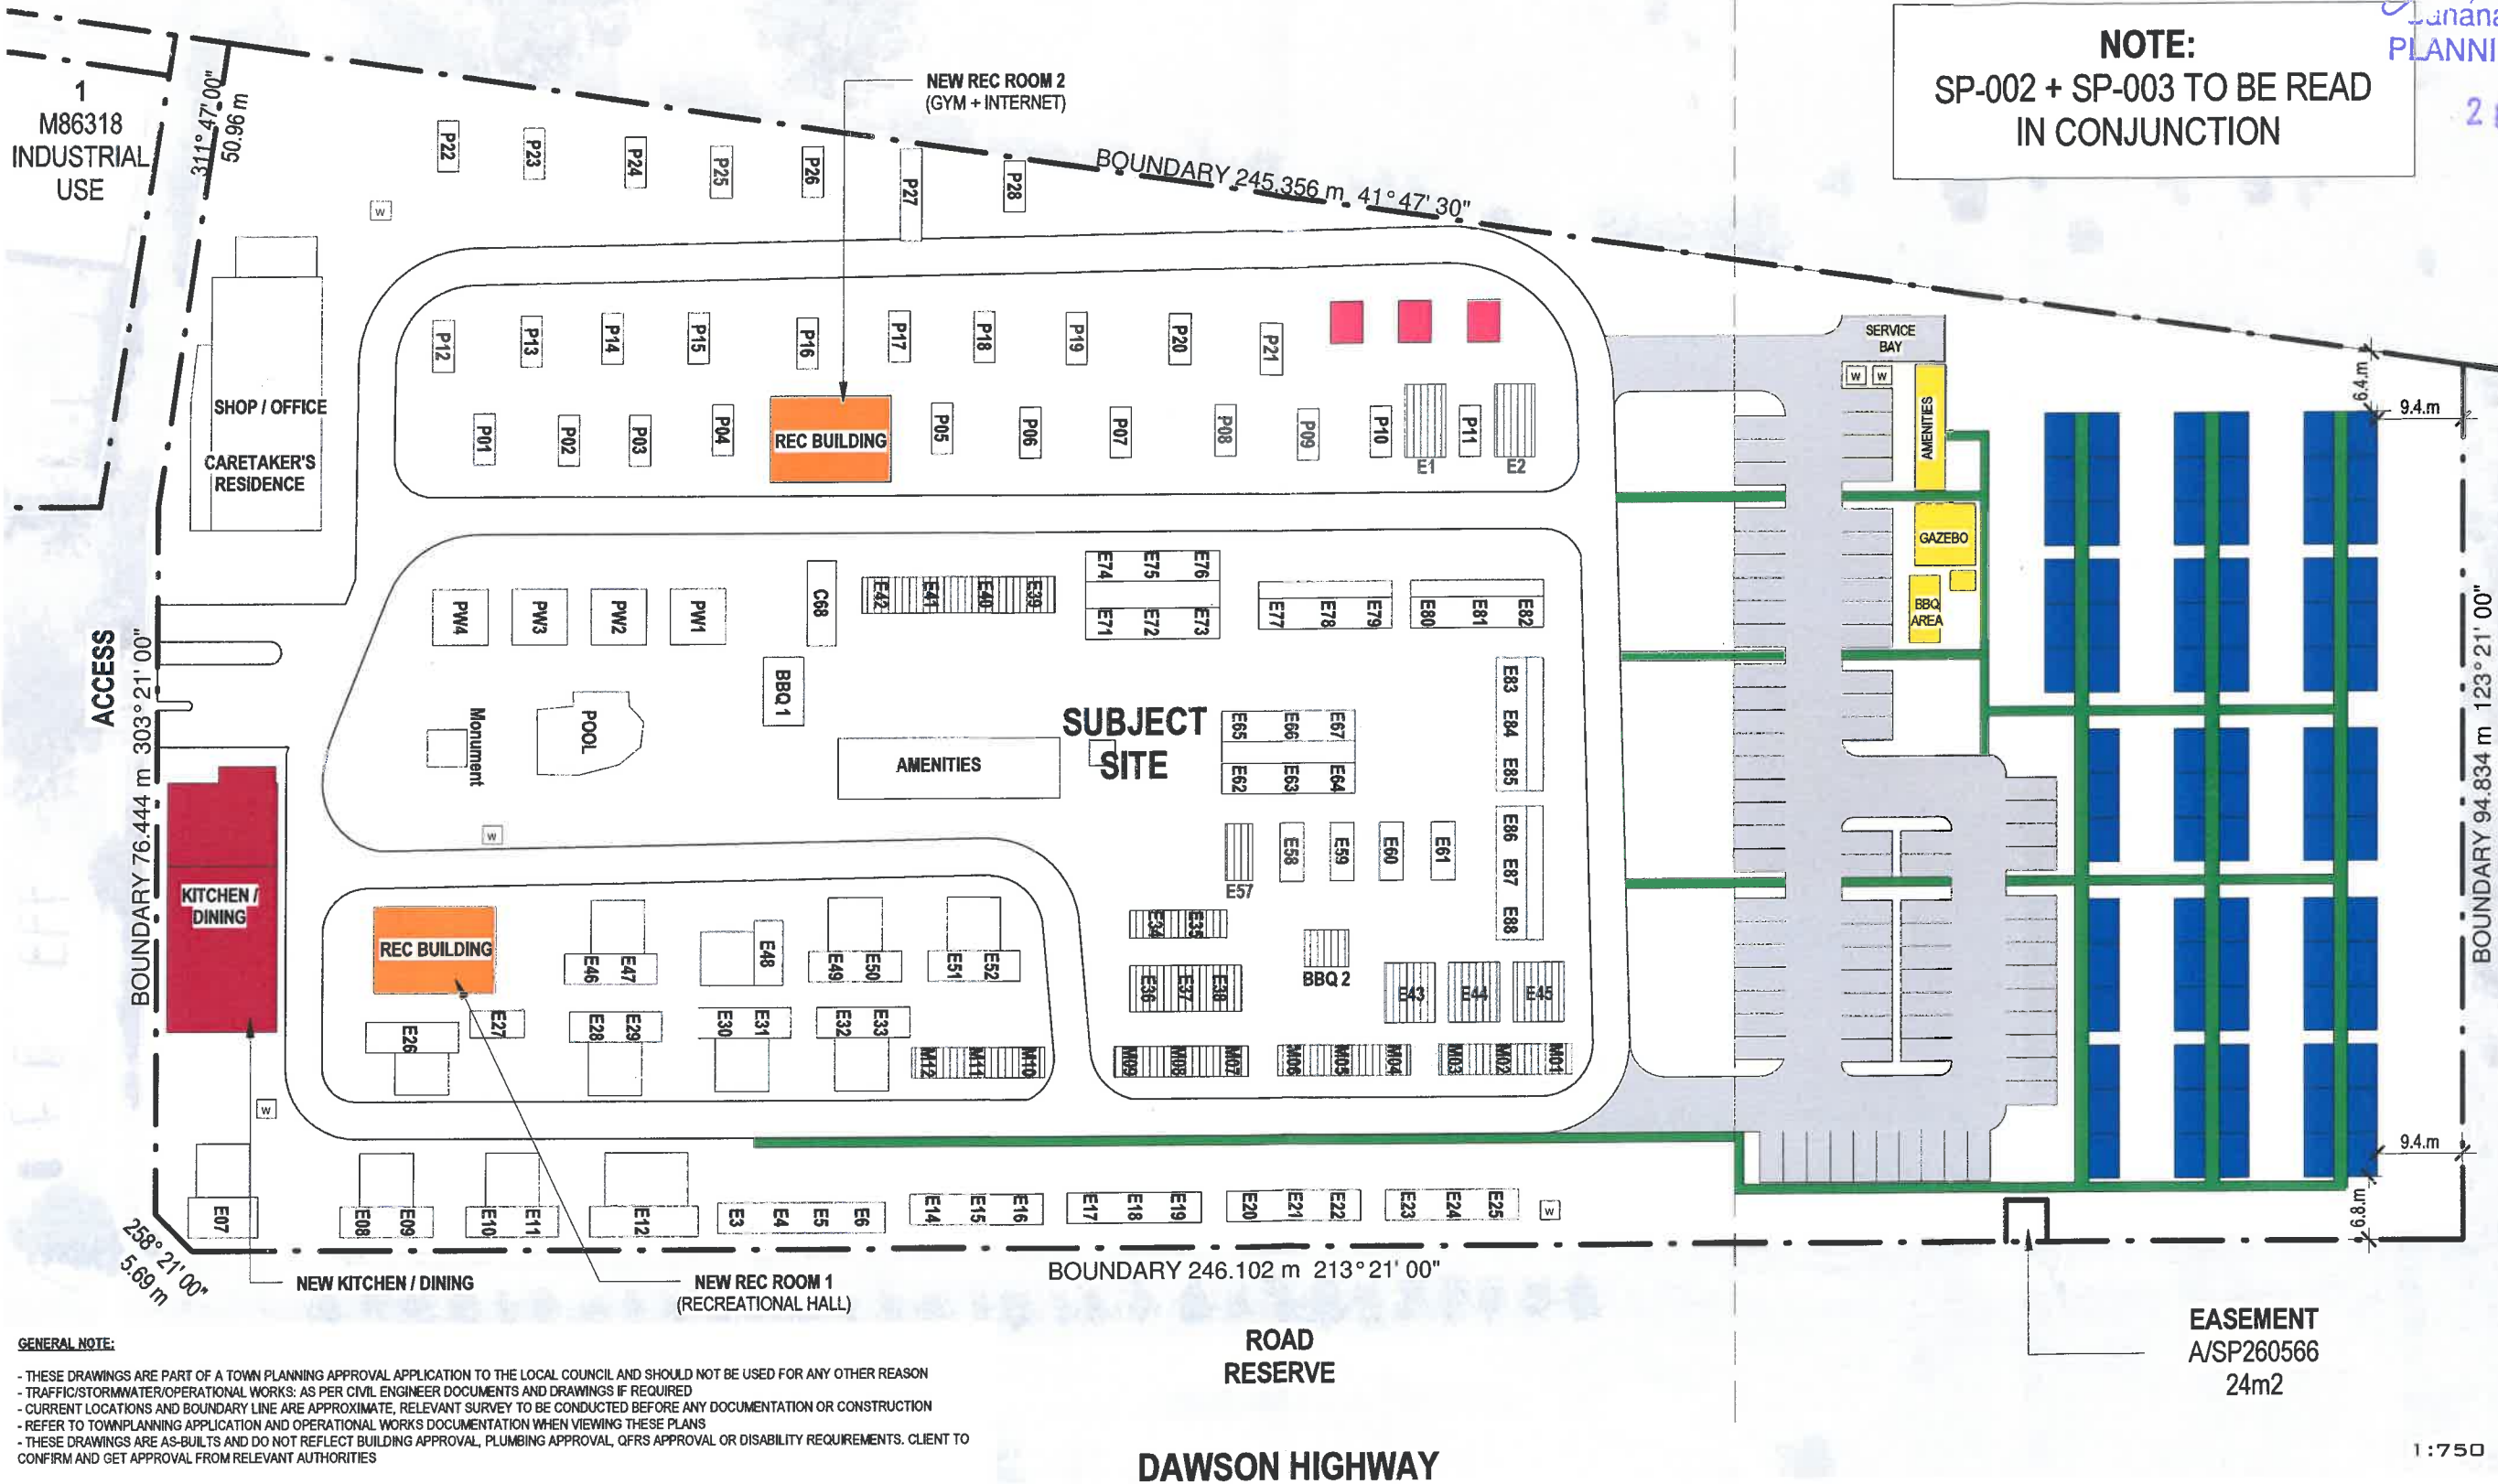 NOTE:
SP-002 + SP-003 TO BE READ
IN CONJUNCTION
PLANNI
2
1
M86318
INDUSTRIAL
USE
311° 47' 00"
50.96 m
NEW REC ROOM 2
(GYM + INTERNET)
BOUNDARY 245.356 m 41° 47' 30"
P22
P23
P24
P25
P26
P27
P28
W
P12
P13
P14
P15
P16
P17
P18
P19
P20
P21
SHOP / OFFICE
CARETAKER'S
RESIDENCE
P01
P02
P03
P04
REC BUILDING
P05
P06
P07
P08
P09
P10
E1
P11
E2
SERVICE
BAY
W W
AMENITIES
GAZEBO
BBQ
AREA
6.4.m
9.4.m
ACCESS
BOUNDARY 76.444 m 303° 21' 00"
PW4
PW3
PW2
PW1
C68
E42
E41
E40
E39
E74
E75
E76
E71
E72
E73
E77
E78
E79
E80
E81
E82
BBQ 1
Monument
POOL
AMENITIES
SUBJECT
SITE
E65
E66
E67
E62
E63
E64
E83
E84
E85
W
E57
E58
E59
E60
E61
E86
E87
E88
KITCHEN /
DINING
REC BUILDING
E46
E47
E48
E49
E50
E51
E52
E34
E35
E36
E37
E38
BBQ 2
E43
E44
E45
E26
E27
E28
E29
E30
E31
E32
E33
M12
M11
M10
M09
M08
M07
M06
M05
M04
M03
M02
M01
W
E07
E08
E09
E10
E11
E12
E3
E4
E5
E6
E14
E15
E16
E17
E18
E19
E20
E21
E22
E23
E24
E25
W
BOUNDARY 94.834 m 123° 21' 00"
9.4.m
6.8.m
258° 21' 00"
5.69 m
NEW KITCHEN / DINING
NEW REC ROOM 1
(RECREATIONAL HALL)
BOUNDARY 246.102 m 213° 21' 00"
EASEMENT
A/SP260566
24m2
ROAD
RESERVE
DAWSON HIGHWAY
GENERAL NOTE:
- THESE DRAWINGS ARE PART OF A TOWN PLANNING APPROVAL APPLICATION TO THE LOCAL COUNCIL AND SHOULD NOT BE USED FOR ANY OTHER REASON
- TRAFFIC/STORMWATER/OPERATIONAL WORKS: AS PER CIVIL ENGINEER DOCUMENTS AND DRAWINGS IF REQUIRED
- CURRENT LOCATIONS AND BOUNDARY LINE ARE APPROXIMATE, RELEVANT SURVEY TO BE CONDUCTED BEFORE ANY DOCUMENTATION OR CONSTRUCTION
- REFER TO TOWNPLANNING APPLICATION AND OPERATIONAL WORKS DOCUMENTATION WHEN VIEWING THESE PLANS
- THESE DRAWINGS ARE AS-BUILTS AND DO NOT REFLECT BUILDING APPROVAL, PLUMBING APPROVAL, QFRS APPROVAL OR DISABILITY REQUIREMENTS. CLIENT TO
CONFIRM AND GET APPROVAL FROM RELEVANT AUTHORITIES
1:750